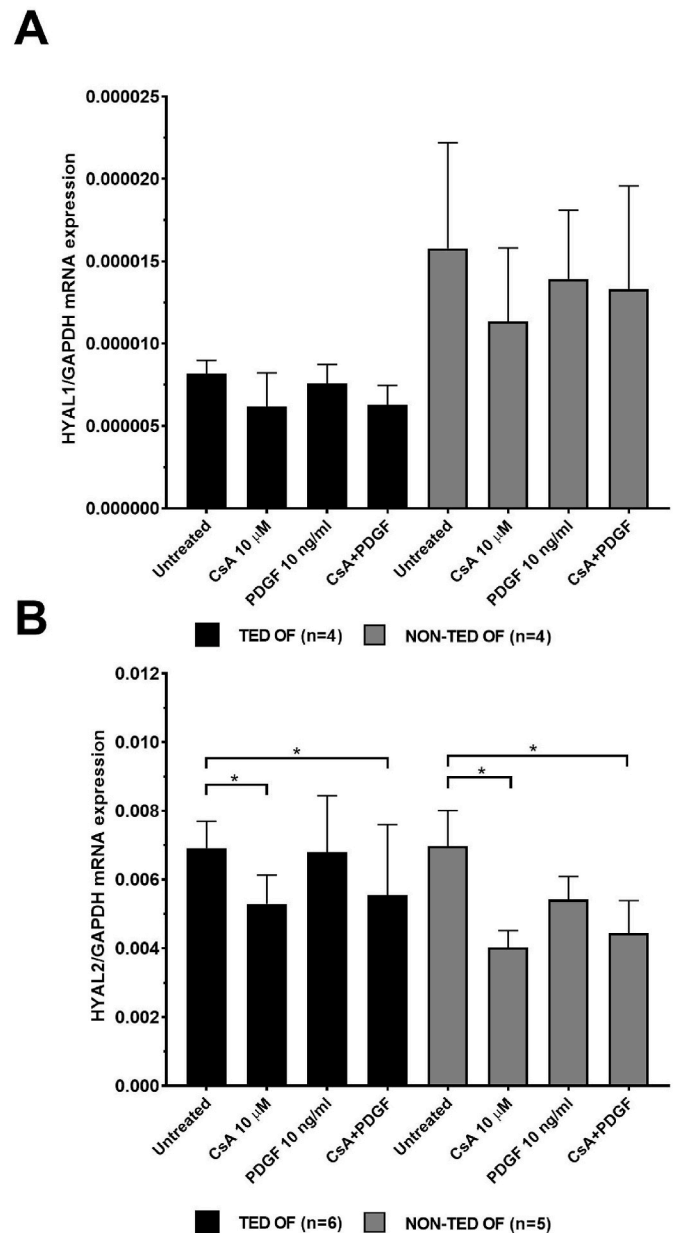 A
HYAL1/GAPDH mRNA expression
0.000025
0.000020
0.000015
0.000010
0.000005
0.000000
Untreated
CsA 10 μM
PDGF 10 ng/ml
CsA+PDGF
Untreated
CsA 10 μM
PDGF 10 ng/ml
CsA+PDGF
TED OF (n=4) NON-TED OF (n=4)
B
HYAL2/GAPDH mRNA expression
0.012
0.010
0.008
0.006
0.004
0.002
0.000
*
*
*
*
Untreated
CsA 10 μM
PDGF 10 ng/ml
CsA+PDGF
Untreated
CsA 10 μM
PDGF 10 ng/ml
CsA+PDGF
TED OF (n=6) NON-TED OF (n=5)